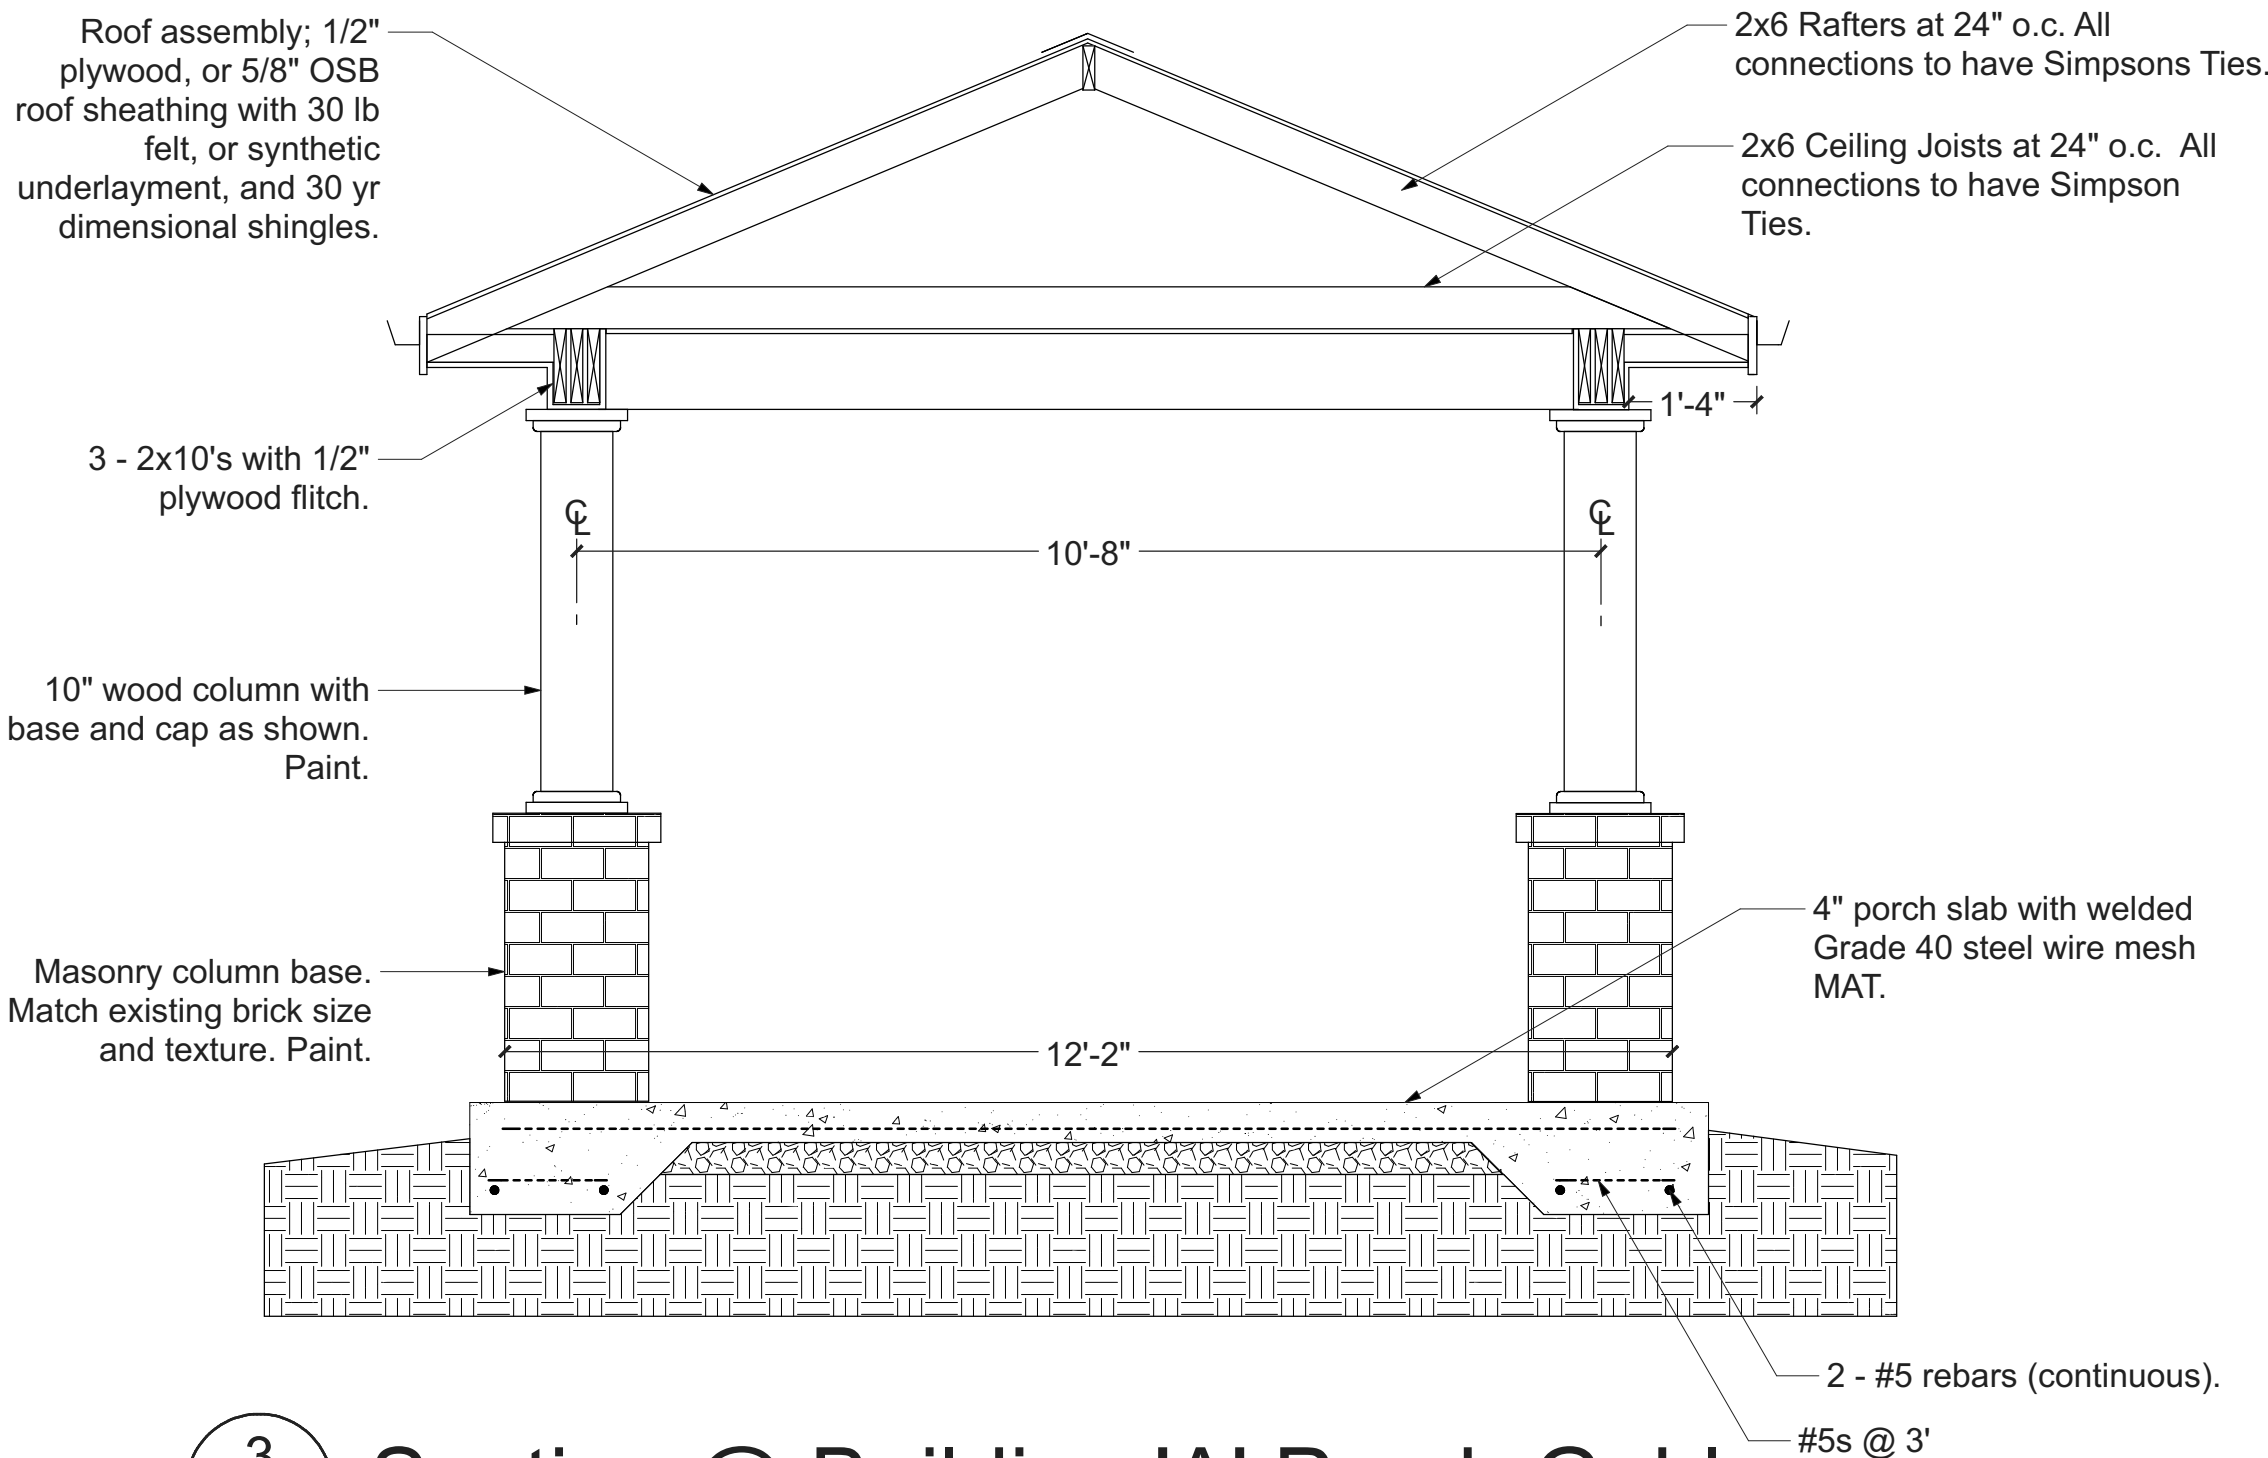 Roof assembly; 1/2"
plywood, or 5/8" OSB
roof sheathing with 30 lb
felt, or synthetic
underlayment, and 30 yr
dimensional shingles.
2x6 Rafters at 24" o.c. All
connections to have Simpsons Ties.
2x6 Ceiling Joists at 24" o.c. All
connections to have Simpson
Ties.
1'-4"
3 - 2x10's with 1/2"
plywood flitch.
CL
CL
10'-8"
10" wood column with
base and cap as shown.
Paint.
4" porch slab with welded
Grade 40 steel wire mesh
MAT.
Masonry column base.
Match existing brick size
and texture. Paint.
12'-2"
2 - #5 rebars (continuous).
#5s @ 3'
3
@ Building